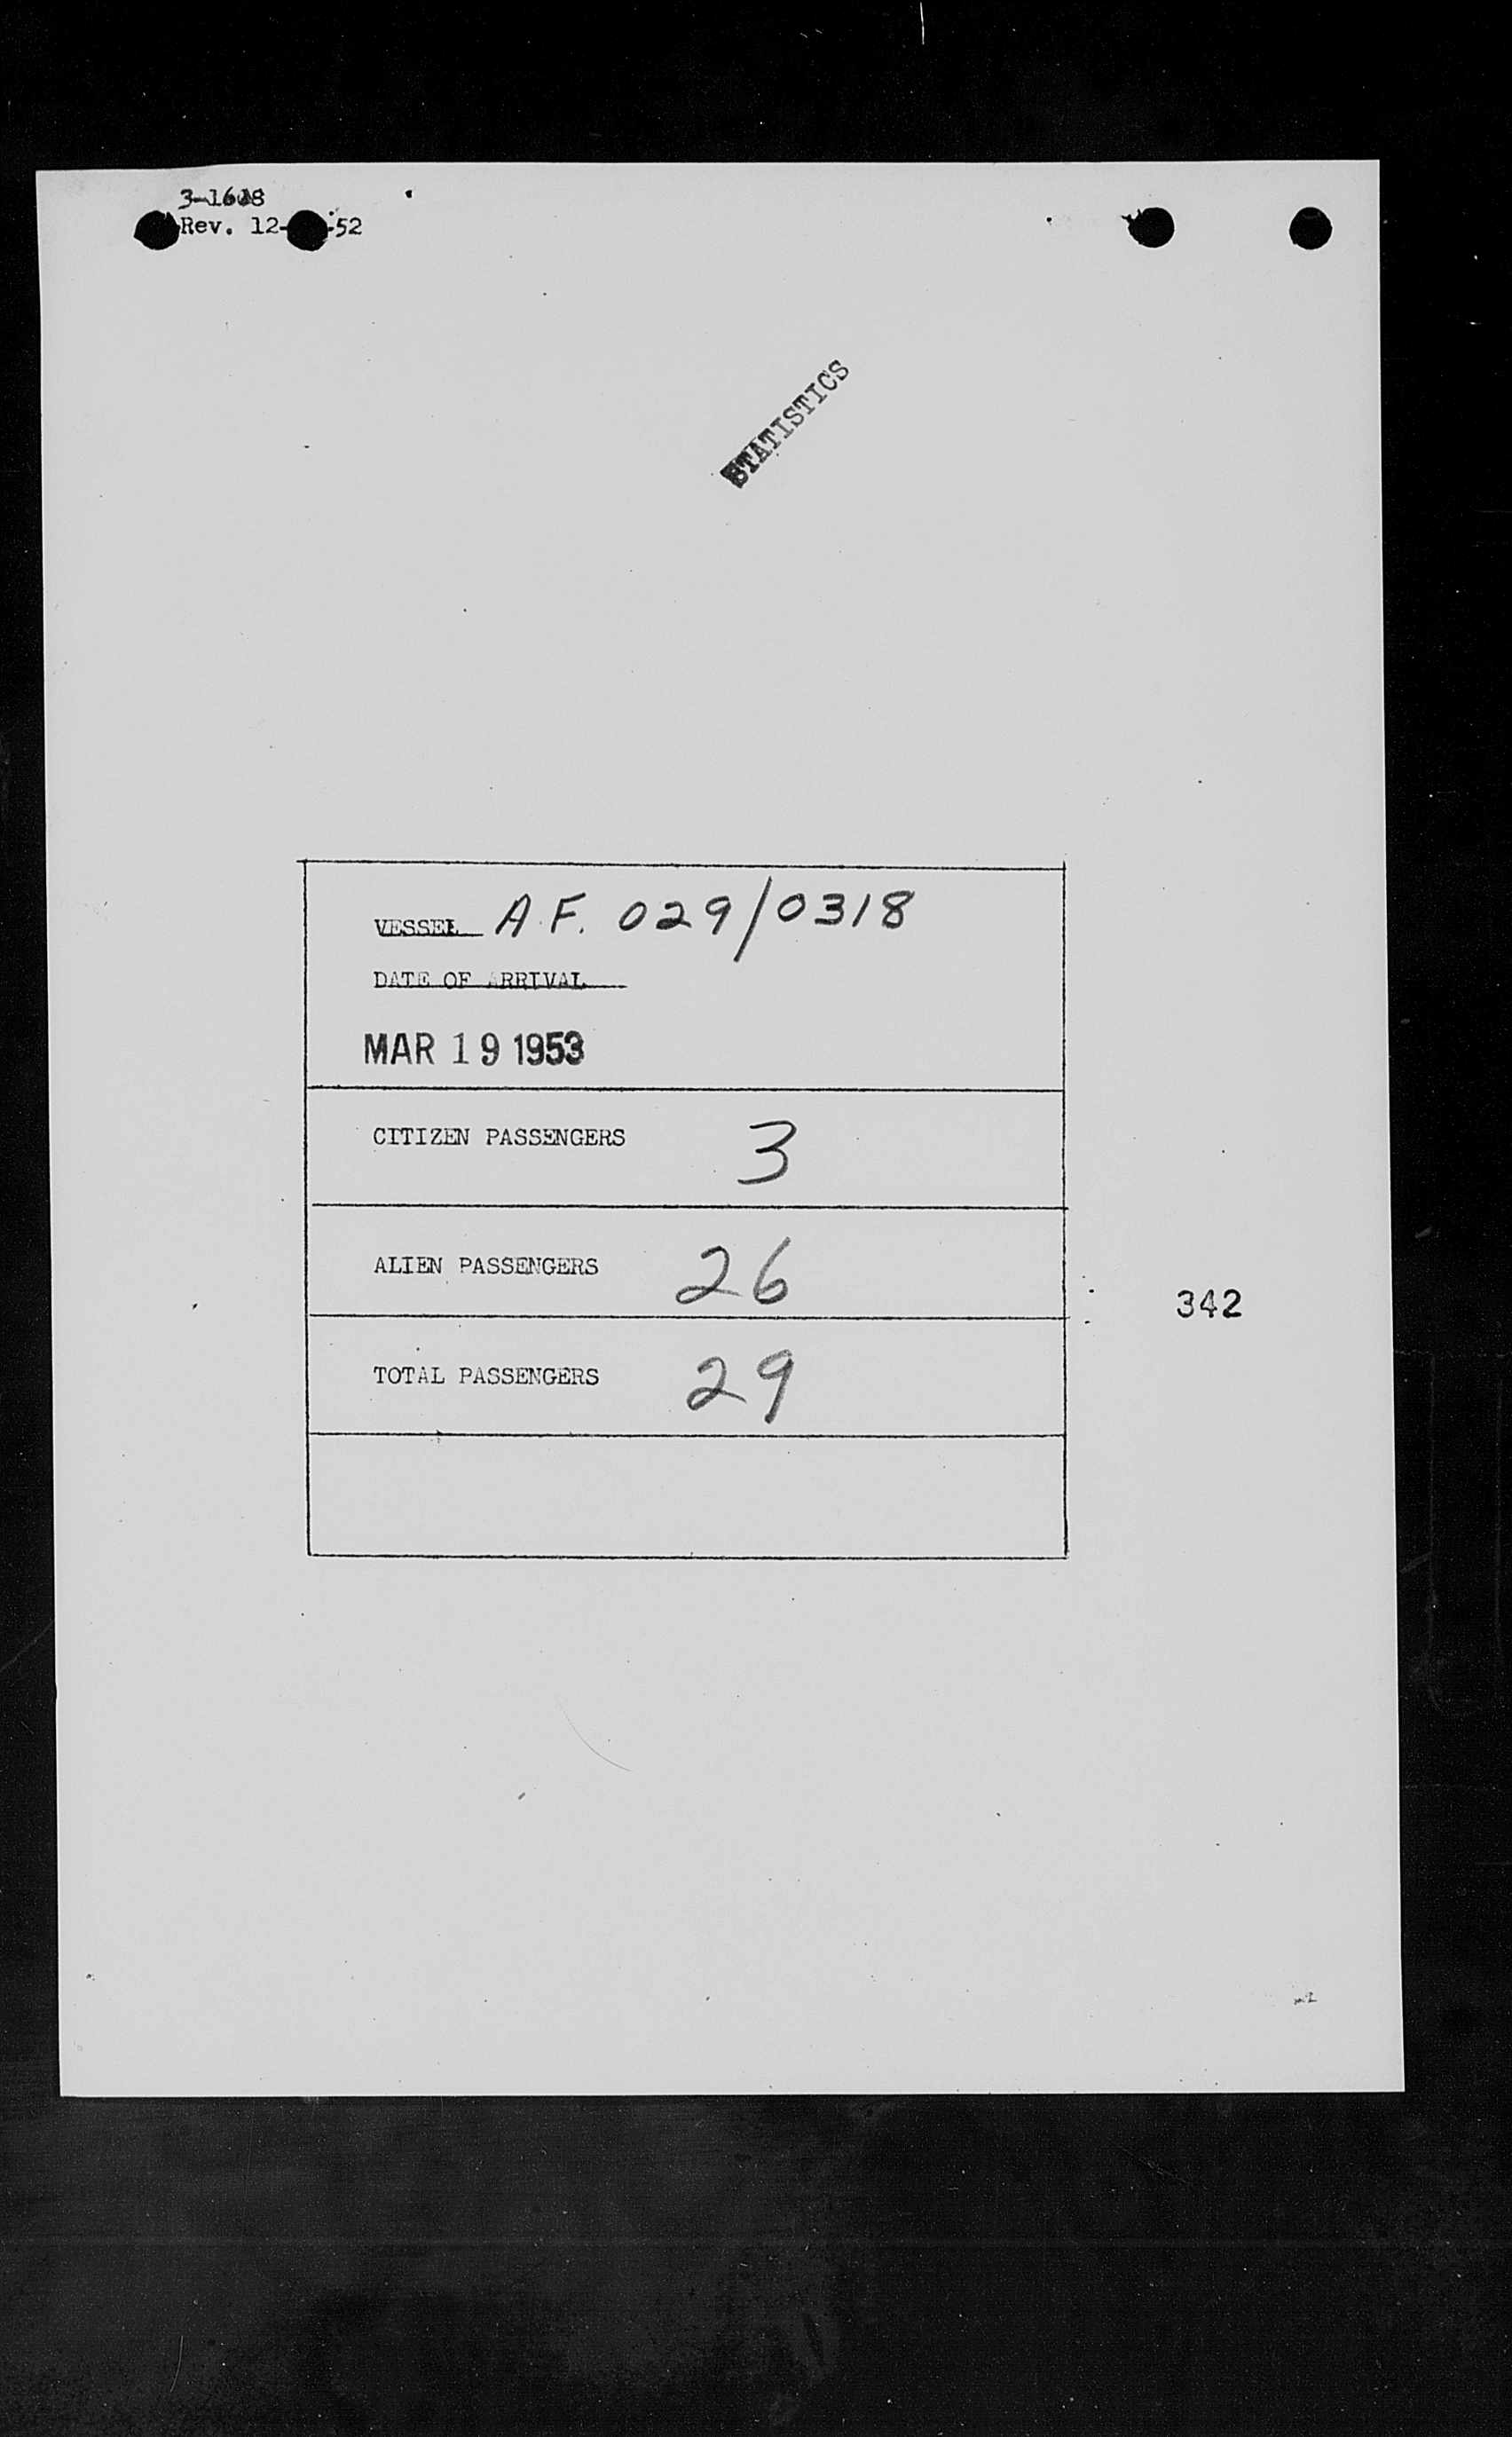 3-1618
Rev. 12- -52
STATISTICS
VESSEL A.F. 029/0318
DATE OF ARRIVAL
MAR 19 1953
CITIZEN PASSENGERS 3
ALIEN PASSENGERS 26
342
TOTAL PASSENGERS 29